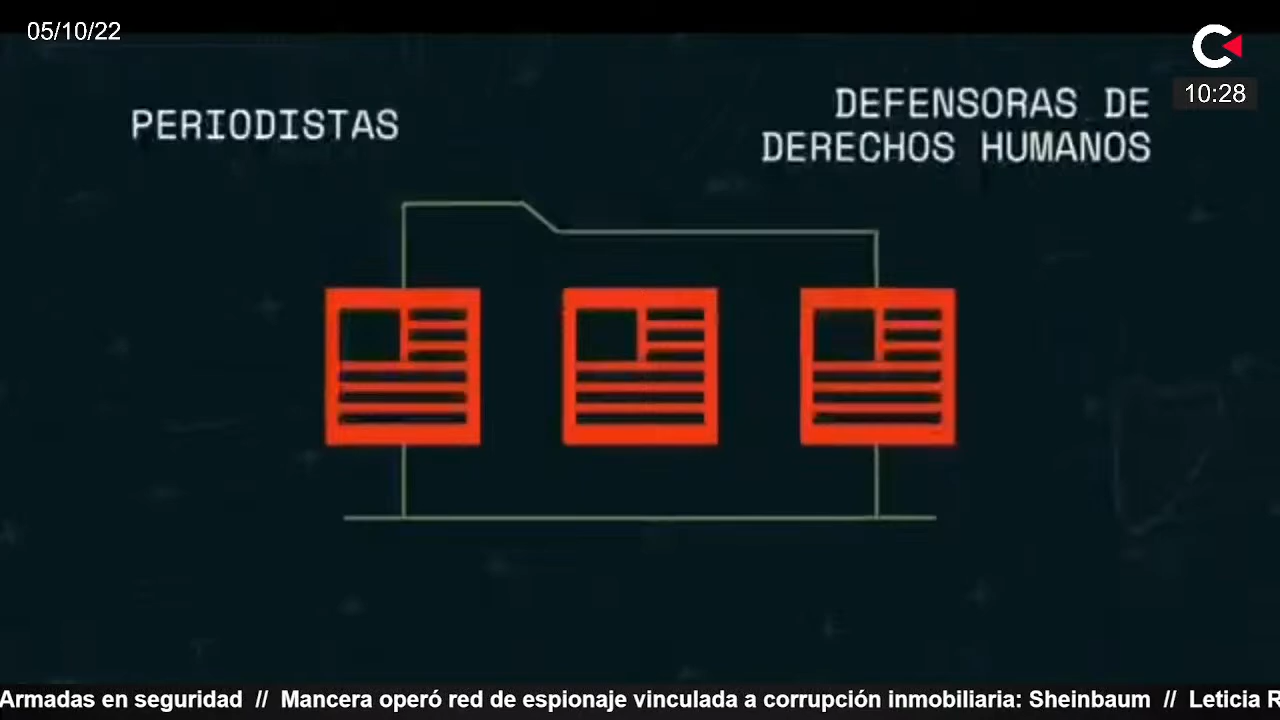 05/10/22
10:28
PERIODISTAS
DEFENSORAS DE
DERECHOS HUMANOS
Armadas en seguridad // Mancera operó red de espionaje vinculada a corrupción inmobiliaria: Sheinbaum // Leticia R